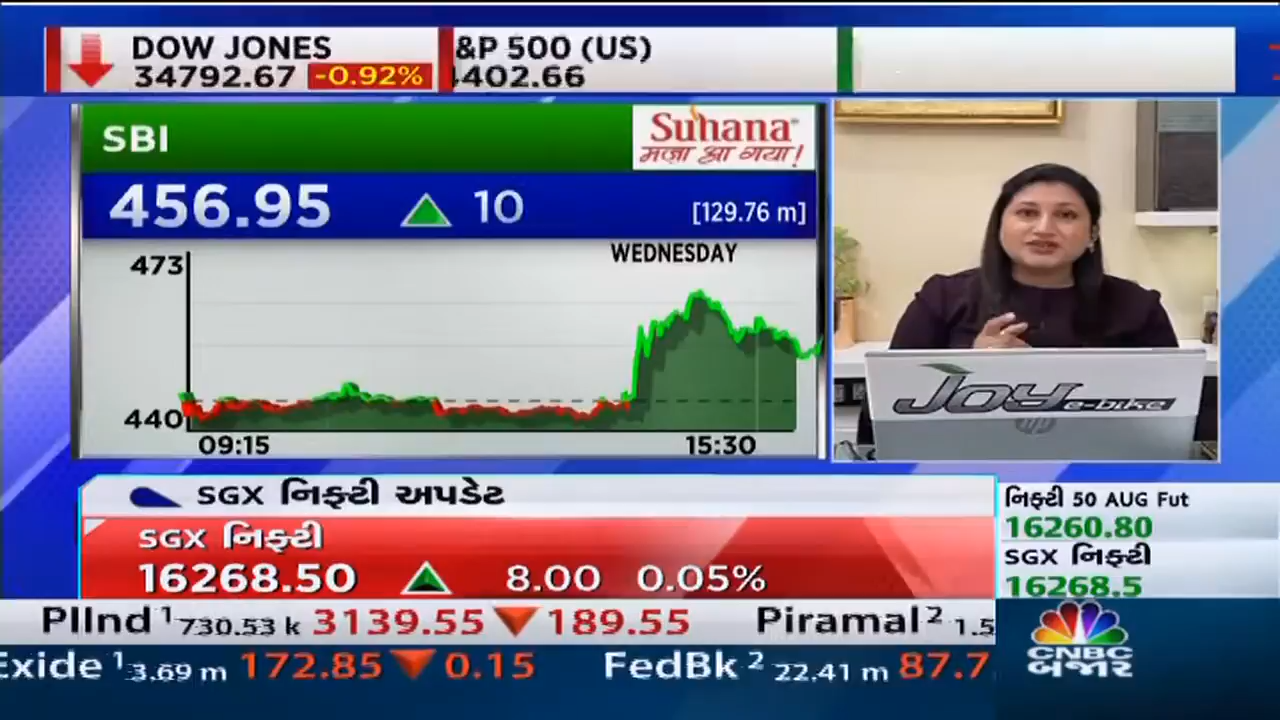 DOW JONES
34792.67 -0.92%
&P 500 (US)
4402.66
SBI
Suhana
मज़ा आ गया!
456.95 ▲ 10 [129.76 m]
WEDNESDAY
473
440
09:15 15:30
Joy e-bike
hp
SGX નિફ્ટી અપડેટ
SGX નિફ્ટી
16268.50 ▲ 8.00 0.05%
નિફ્ટી 50 AUG Fut
16260.80
SGX નિફ્ટી
16268.5
PIInd 1 730.53 k 3139.55 ▼ 189.55 Piramal 2 1.5
Exide 1 3.69 m 172.85 ▼ 0.15 FedBk 2 22.41 m 87.7
CNBC
બજાર